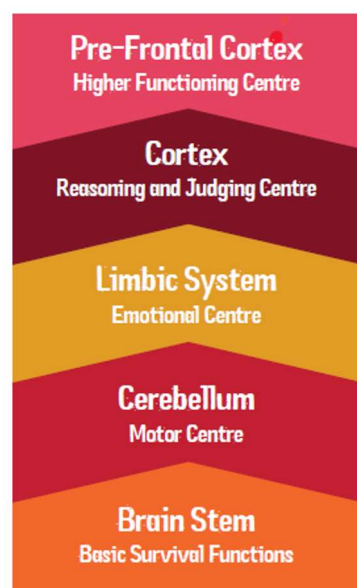 Pre-Frontal Cortex
Higher Functioning Centre
Cortex
Reasoning and Judging Centre
Limbic System
Emotional Centre
Cerebellum
Motor Centre
Brain Stem
Basic Survival Functions